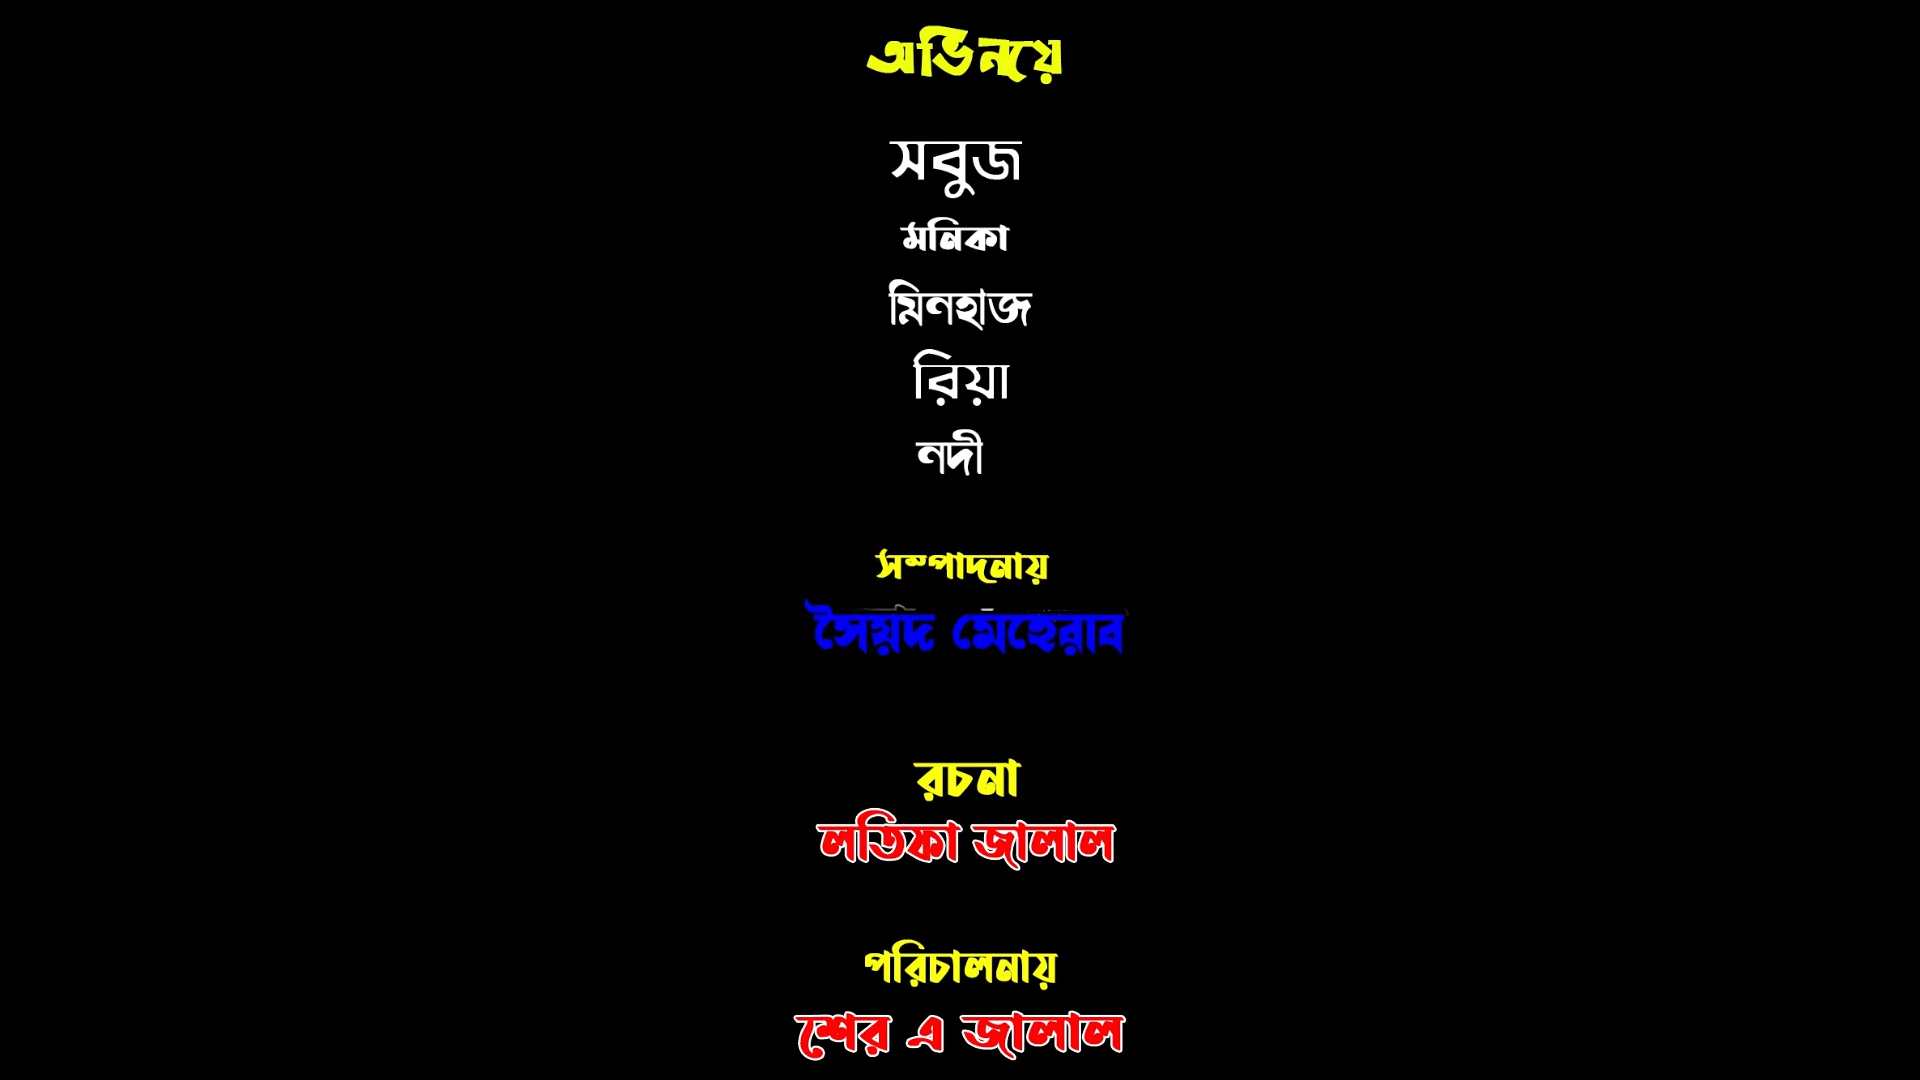 অভিনয়ে
সবুজ
মনিকা
মিনহাজ
রিয়া
নদী
সম্পাদনায়
সৈয়দ মেহেরাব
রচনা
লতিফা জালাল
পরিচালনায়
শের এ জালাল